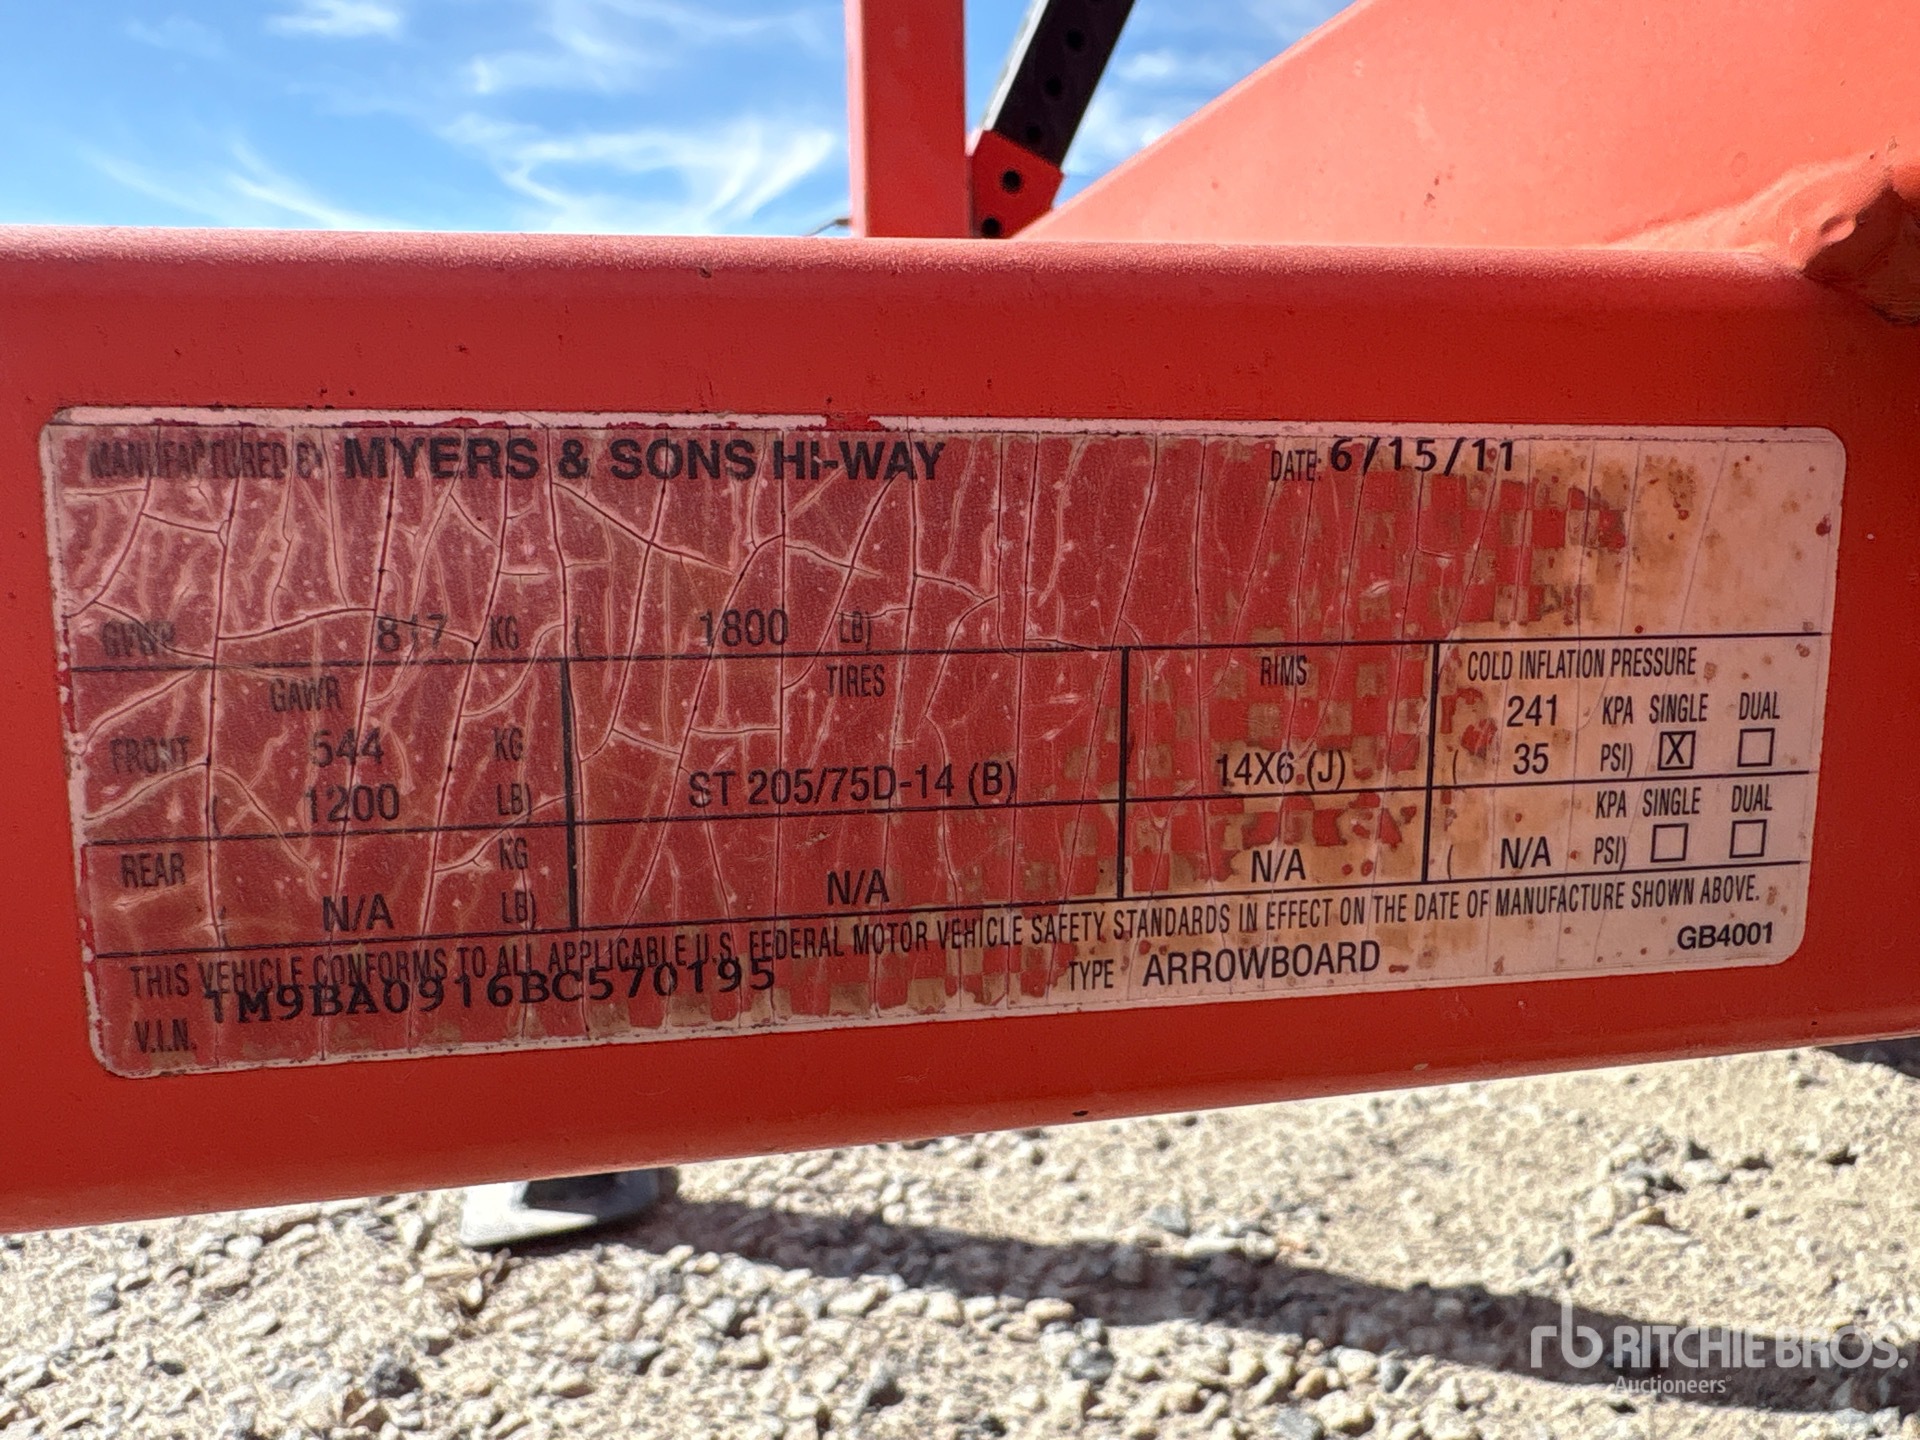 MANUFACTURED BY MYERS & SONS HI-WAY DATE: 6/15/11
GVWR 817 KG ( 1800 LB)
GAWR TIRES RIMS COLD INFLATION PRESSURE
FRONT 544 KG 241 KPA SINGLE DUAL
( 1200 LB) ST 205/75D-14 (B) 14X6 (J) ( 35 PSI) X
REAR KG KPA SINGLE DUAL
( N/A LB) N/A N/A ( N/A PSI)
THIS VEHICLE CONFORMS TO ALL APPLICABLE U.S. FEDERAL MOTOR VEHICLE SAFETY STANDARDS IN EFFECT ON THE DATE OF MANUFACTURE SHOWN ABOVE.
V.I.N. 1M9BA0916BC570195 TYPE ARROWBOARD GB4001
rb RITCHIE BROS.
Auctioneers